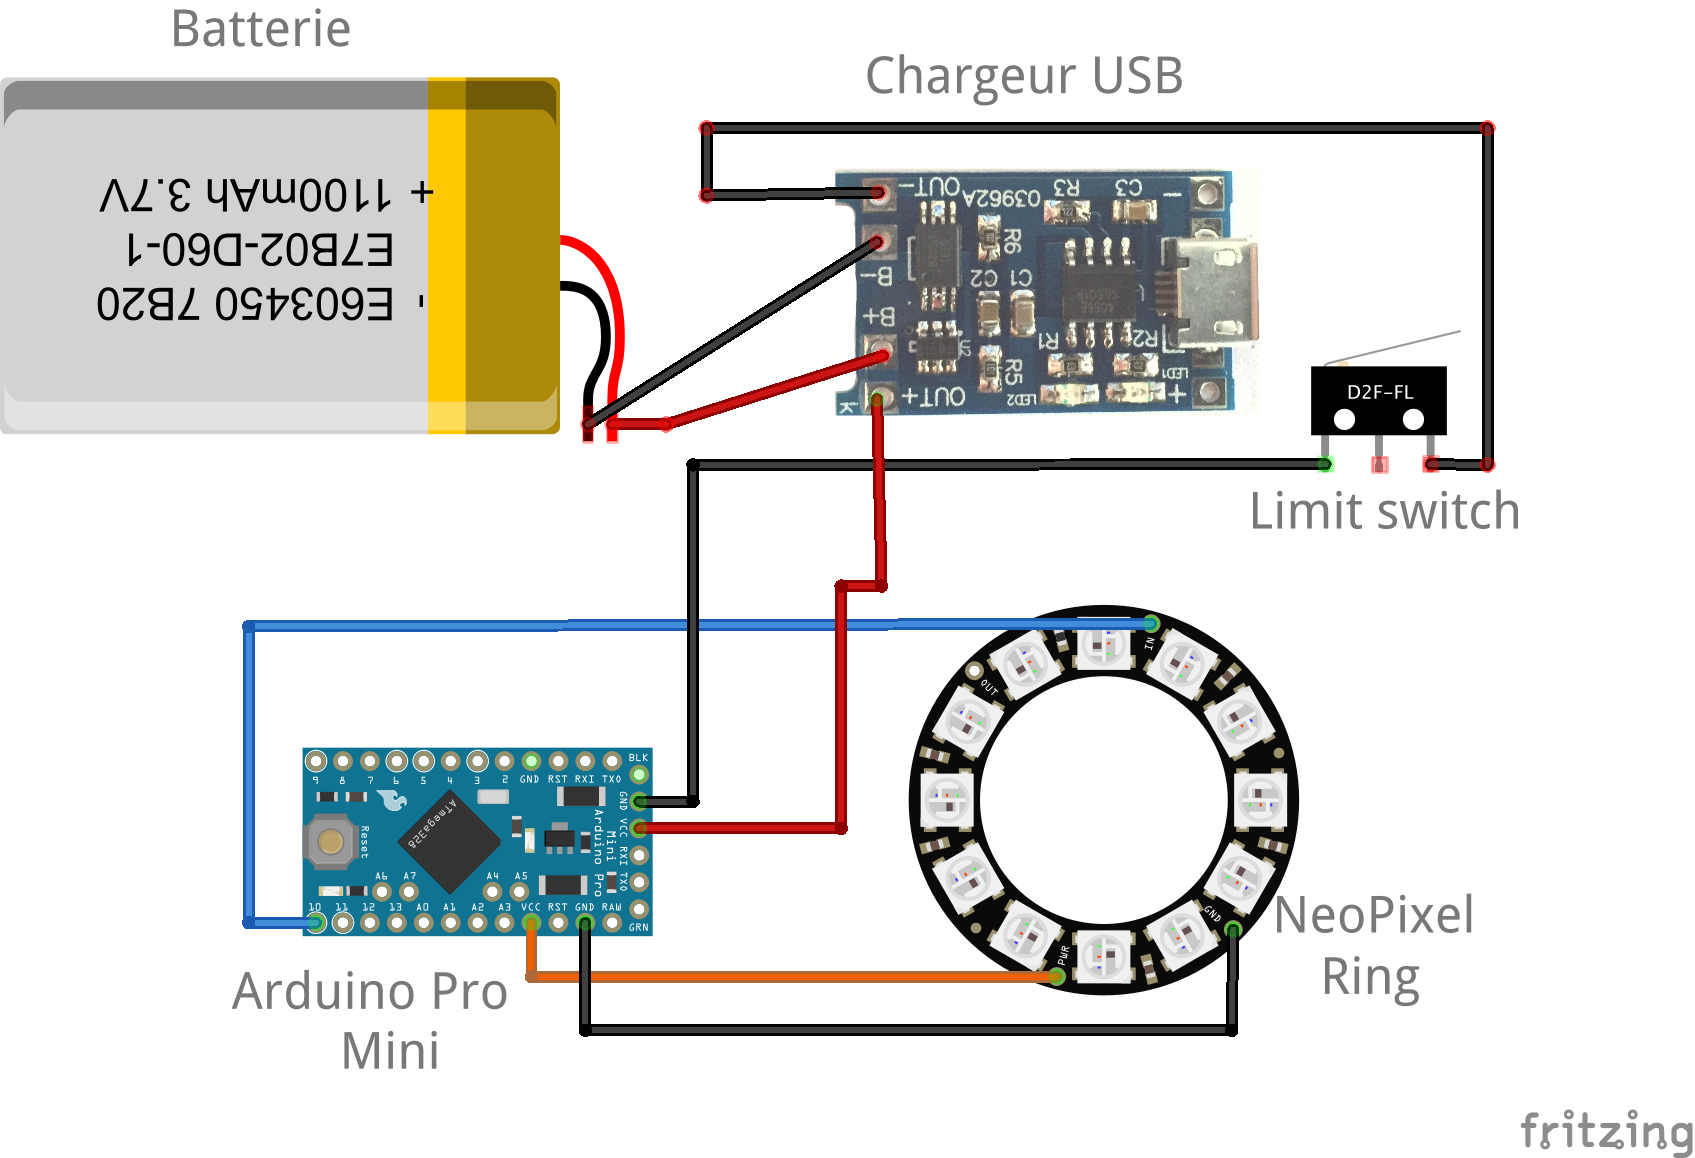 Batterie
Chargeur USB
+ 1100mAh 3.7V
E7B02-D60-1
- E603450 7B20
OUT-
03962A
R3
C3
-
B-
R6
C2
C1
B+
R1
R2
U2
R5
LED1
LED2
OUT+
+
K
D2F-FL
Limit switch
IN
OUT
GND
PWR
NeoPixel
Ring
9 8 7 6 5 4 3 2 GND RST RXI TXO
BLK
GND
VCC
RXI
TXO
GRN
ATmega328
Reset
Arduino Pro
Mini
A6 A7 A4 A5
10 11 12 13 A0 A1 A2 A3 VCC RST GND RAW
Arduino Pro
Mini
fritzing